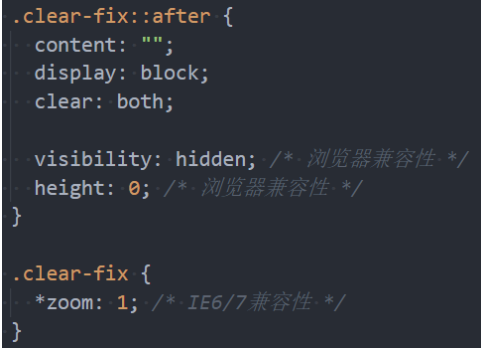 .clear-fix::after {
content: "";
display: block;
clear: both;
visibility: hidden; /* 浏览器兼容性 */
height: 0; /* 浏览器兼容性 */
}
.clear-fix {
*zoom: 1; /* IE6/7兼容性 */
}